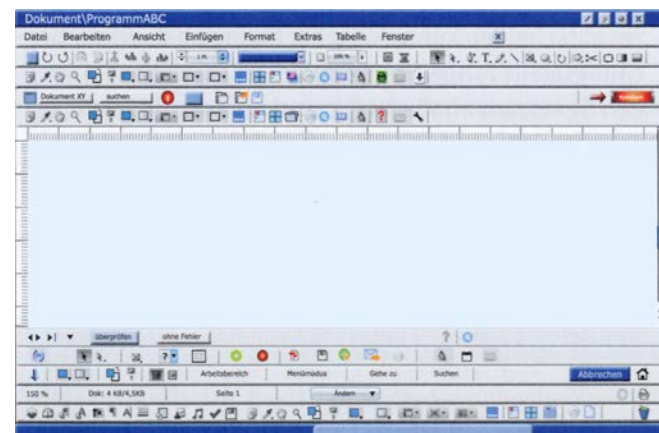 Dokument\ProgrammABC
Datei Bearbeiten Ansicht Einfügen Format Extras Tabelle Fenster X
Dokument XY suchen
?
überprüfen ohne Fehler ?
?
Arbeitsbereich Menümodus Gehe zu Suchen Abbrechen
150 % Dok: 4 KB/4,5KB Seite 1 Ändern